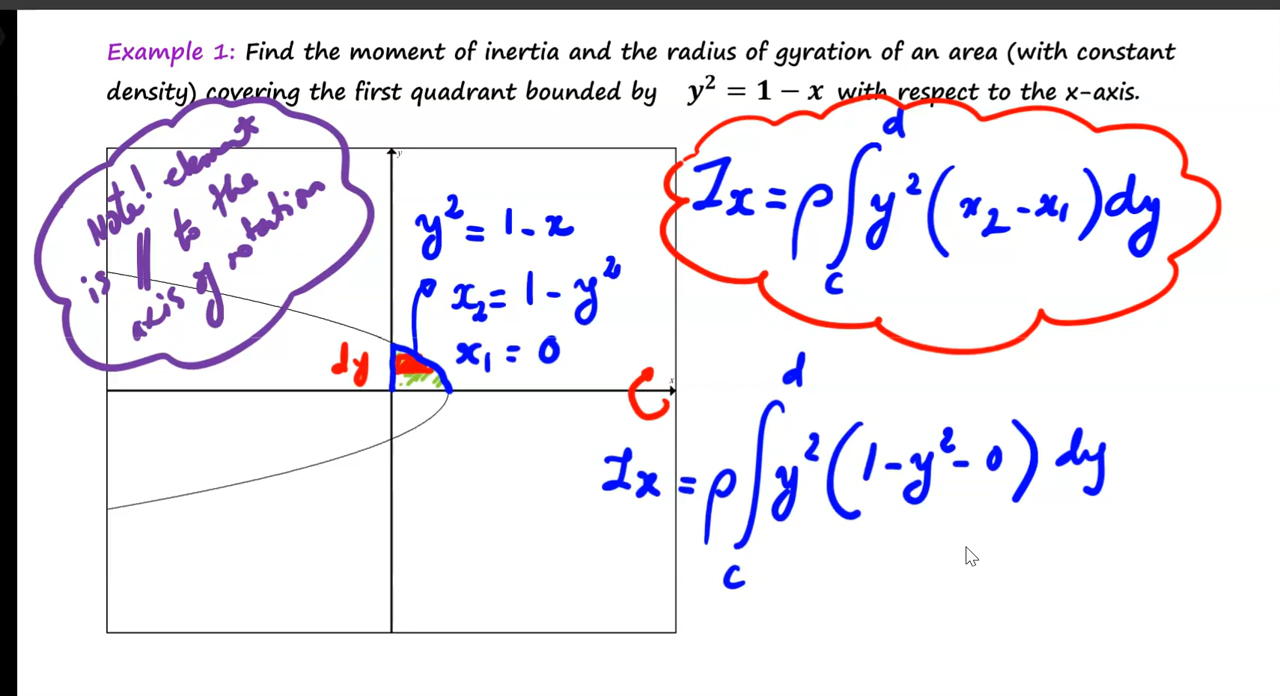 Example 1: Find the moment of inertia and the radius of gyration of an area (with constant
density) covering the first quadrant bounded by y² = 1 − x with respect to the x-axis.
Note! element
is || to the
axis of rotation
y
y² = 1 - x
x₂ = 1 - y²
x₁ = 0
dy
x
Ix = ρ∫_c^d y²(x₂ - x₁)dy
Ix = ρ∫_c^d y²(1 - y² - 0)dy